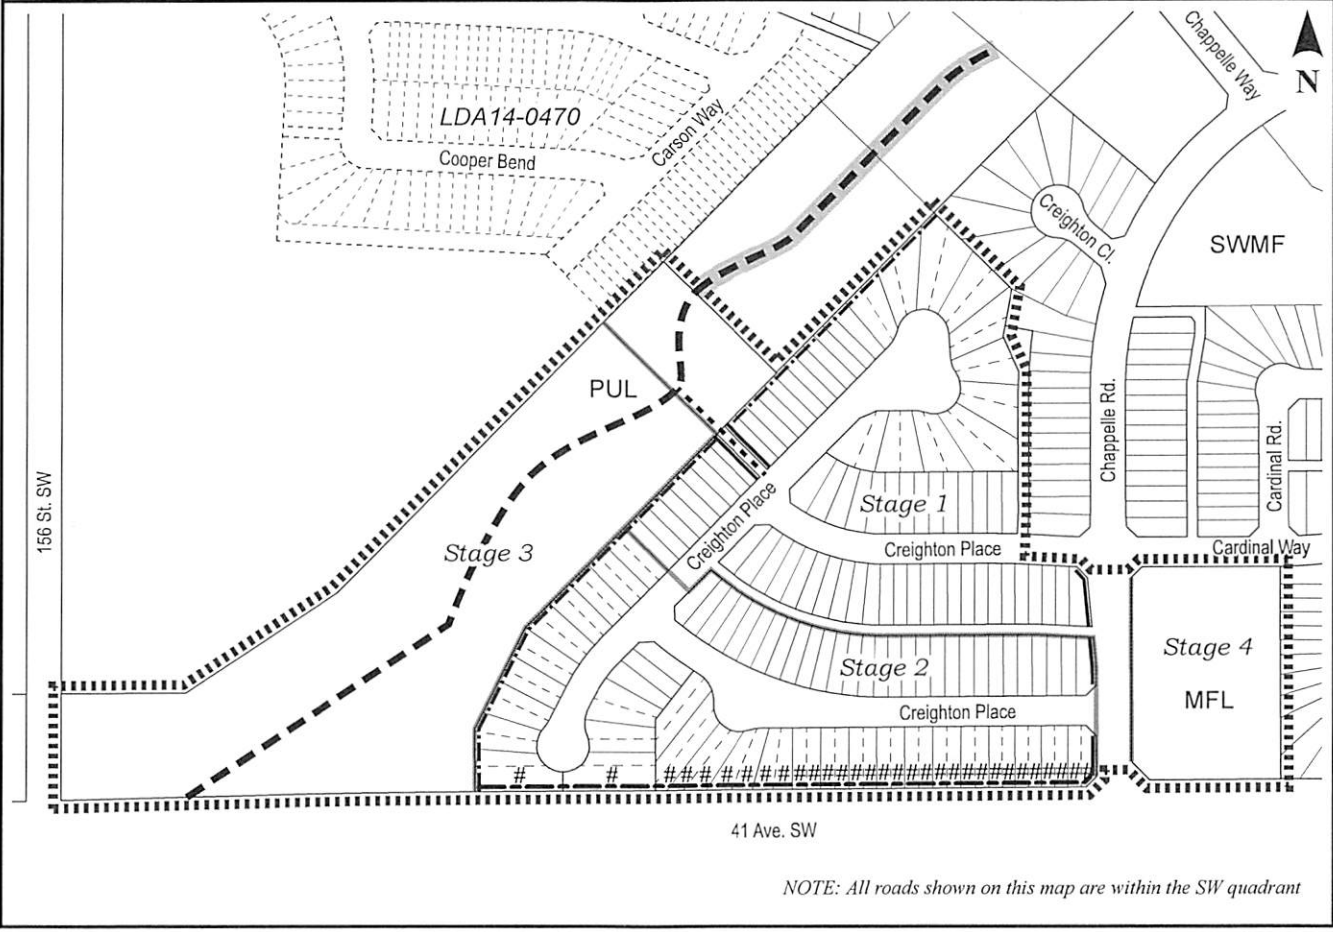 Chappelle Way
N
LDA14-0470
Carson Way
Cooper Bend
Creighton Cl.
SWMF
PUL
Chappelle Rd.
Cardinal Rd.
156 St. SW
Stage 1
Creighton Place
Stage 3
Creighton Place
Cardinal Way
Stage 4
Stage 2
MFL
Creighton Place
41 Ave. SW
NOTE: All roads shown on this map are within the SW quadrant